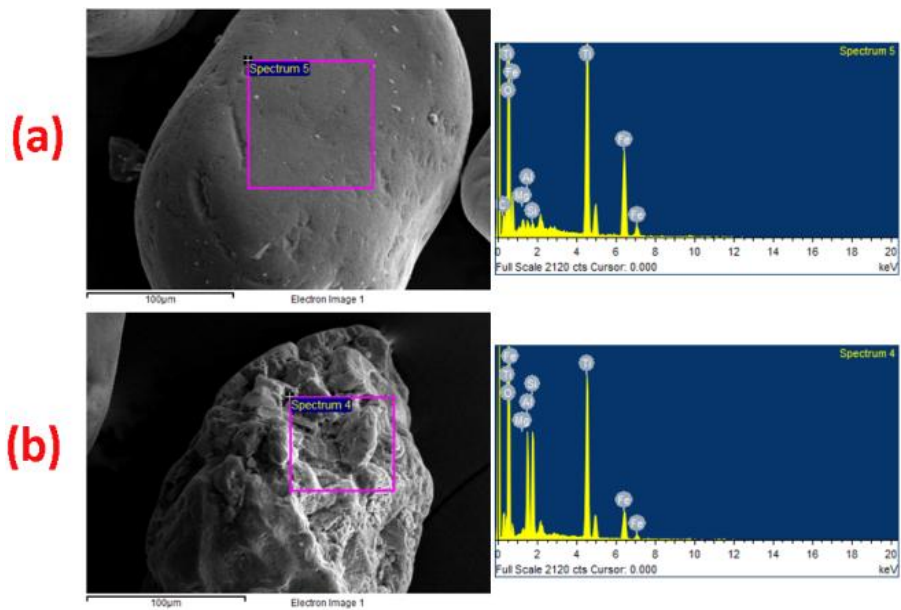 (a)
Spectrum 5
100µm
Electron Image 1
Spectrum 5
Ti
Fe
O
C
Mg
Al
Si
Ti
Fe
Fe
0 2 4 6 8 10 12 14 16 18 20
Full Scale 2120 cts Cursor: 0.000
keV
(b)
Spectrum 4
100µm
Electron Image 1
Spectrum 4
Fe
Ti
O
Mg
Al
Si
Ti
Fe
Fe
0 2 4 6 8 10 12 14 16 18 20
Full Scale 2120 cts Cursor: 0.000
keV